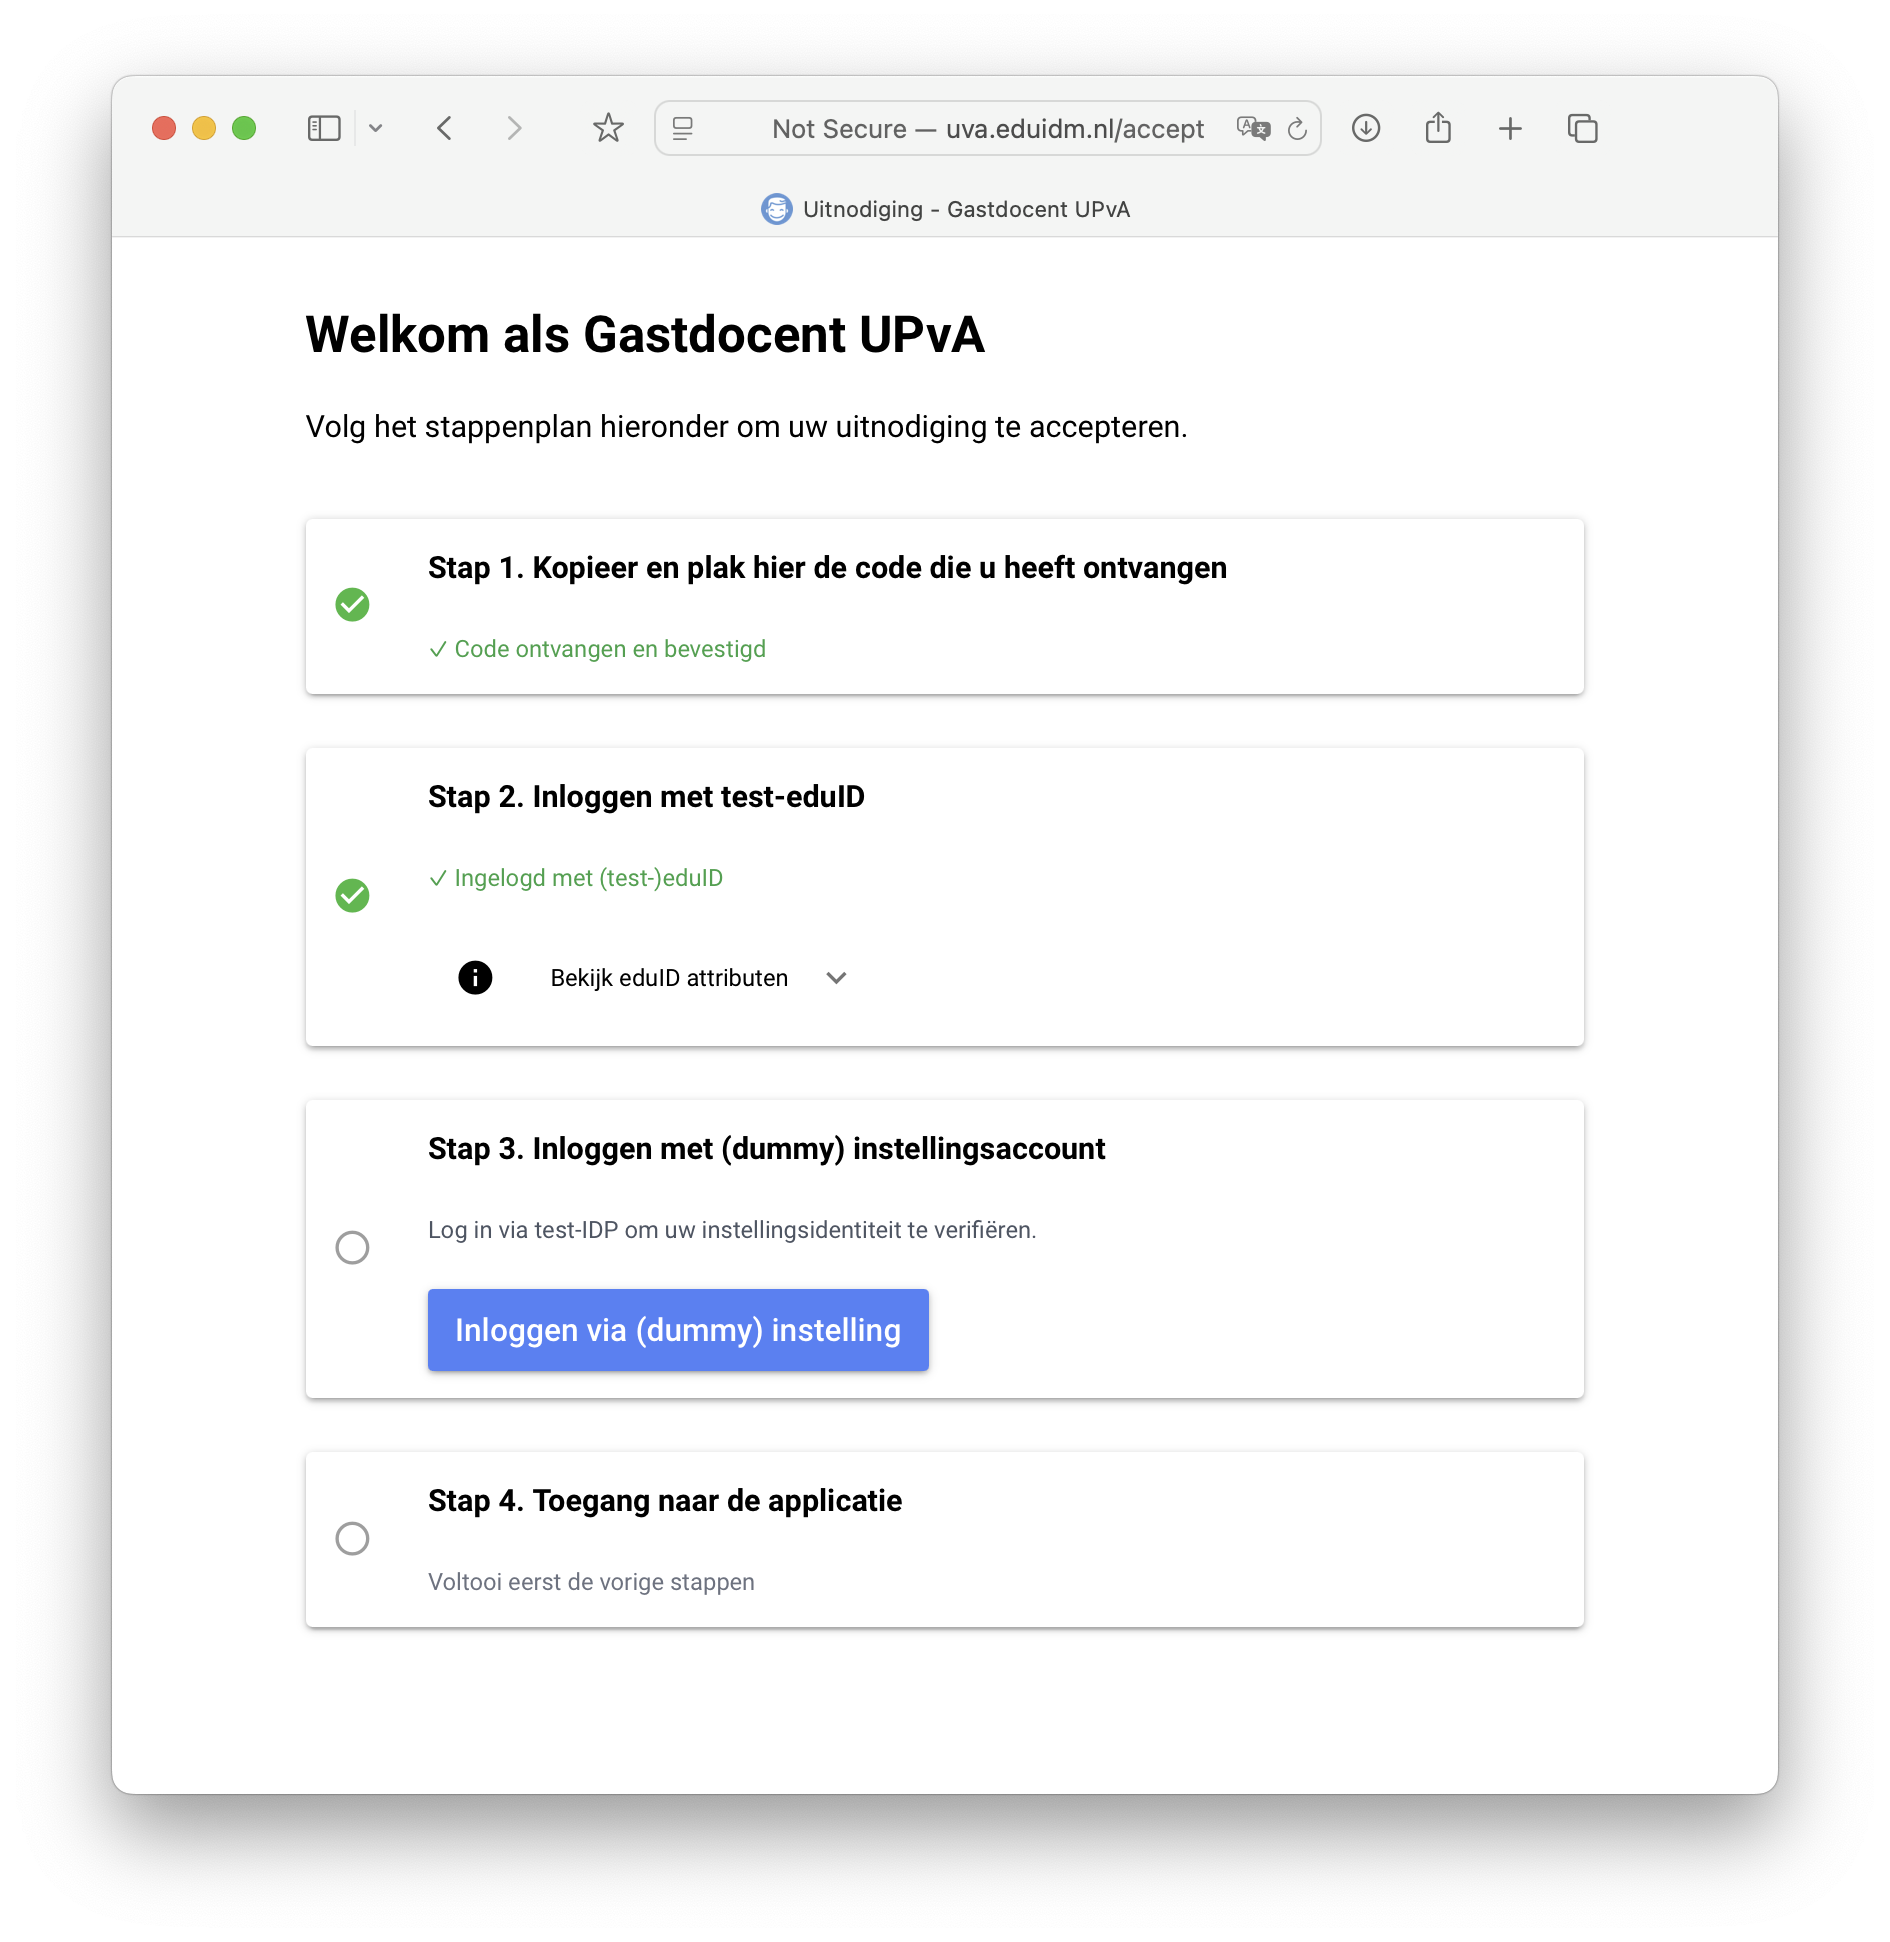 Not Secure — uva.eduidm.nl/accept
Uitnodiging - Gastdocent UPvA
Welkom als Gastdocent UPvA
Volg het stappenplan hieronder om uw uitnodiging te accepteren.
Stap 1. Kopieer en plak hier de code die u heeft ontvangen
✓ Code ontvangen en bevestigd
Stap 2. Inloggen met test-eduID
✓ Ingelogd met (test-)eduID
Bekijk eduID attributen
Stap 3. Inloggen met (dummy) instellingsaccount
Log in via test-IDP om uw instellingsidentiteit te verifiëren.
Inloggen via (dummy) instelling
Stap 4. Toegang naar de applicatie
Voltooi eerst de vorige stappen